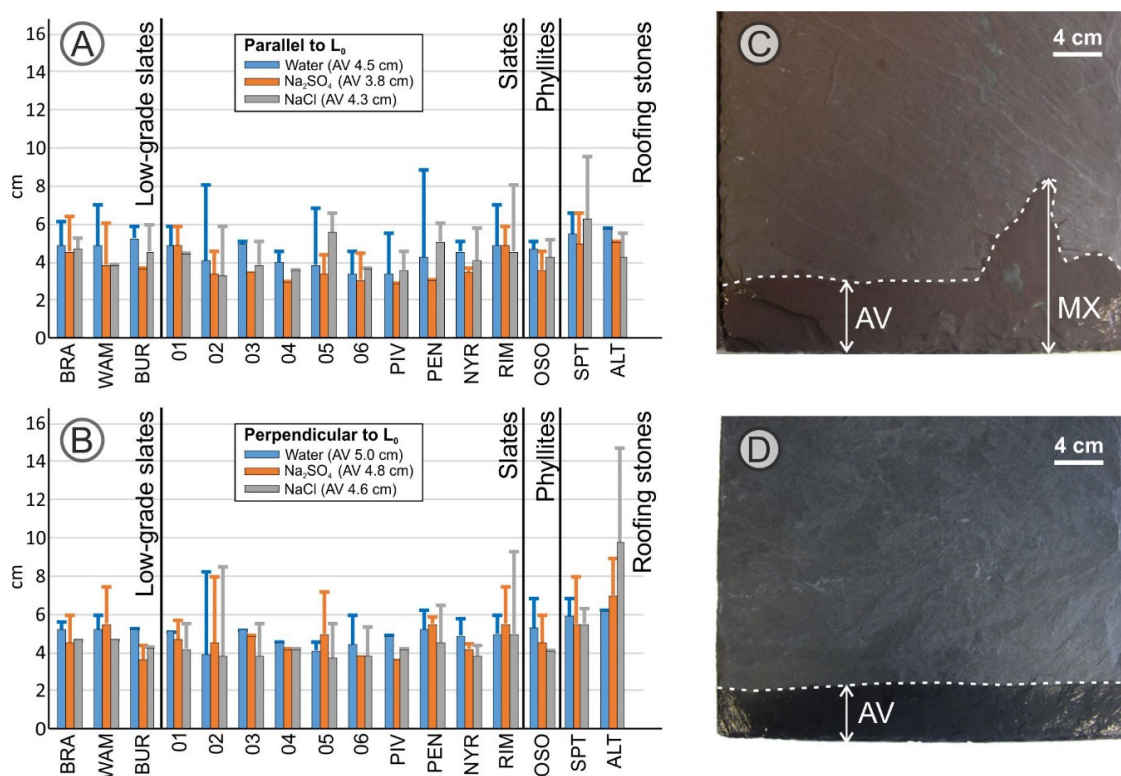 A
Parallel to L₀
Water (AV 4.5 cm)
Na₂SO₄ (AV 3.8 cm)
NaCl (AV 4.3 cm)
Low-grade slates
Slates
Phyllites
Roofing stones
16
14
12
10
8
6
4
2
0
cm
BRA
WAM
BUR
01
02
03
04
05
06
PIV
PEN
NYR
RIM
OSO
SPT
ALT
B
Perpendicular to L₀
Water (AV 5.0 cm)
Na₂SO₄ (AV 4.8 cm)
NaCl (AV 4.6 cm)
Low-grade slates
Slates
Phyllites
Roofing stones
16
14
12
10
8
6
4
2
0
cm
BRA
WAM
BUR
01
02
03
04
05
06
PIV
PEN
NYR
RIM
OSO
SPT
ALT
C
4 cm
AV
MX
D
4 cm
AV